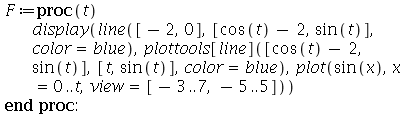 F := proc(t)
display(line([ − 2, 0], [cos(t) − 2, sin(t)],
color = blue), plottools[line]([cos(t) − 2,
sin(t)], [t, sin(t)], color = blue), plot(sin(x), x
= 0..t, view = [ − 3..7, − 5..5]))
end proc: